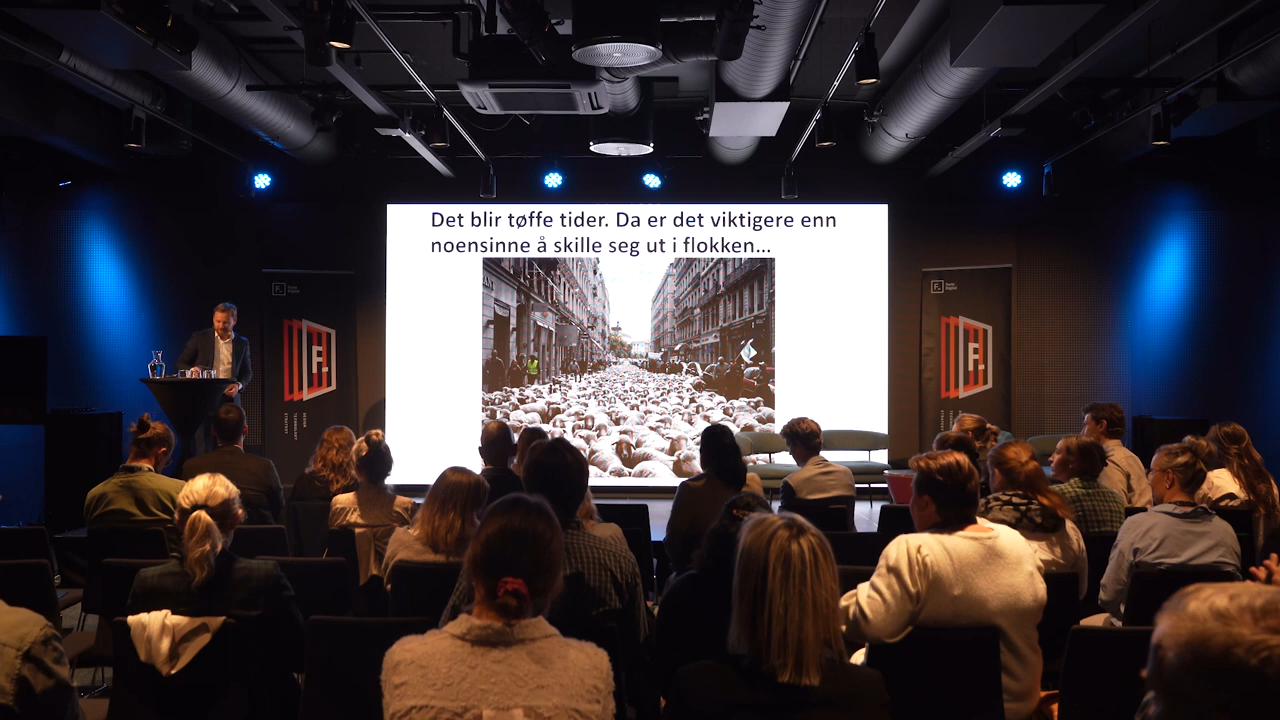 Det blir tøffe tider. Da er det viktigere enn
noensinne å skille seg ut i flokken...
F.
F.
F.
F.